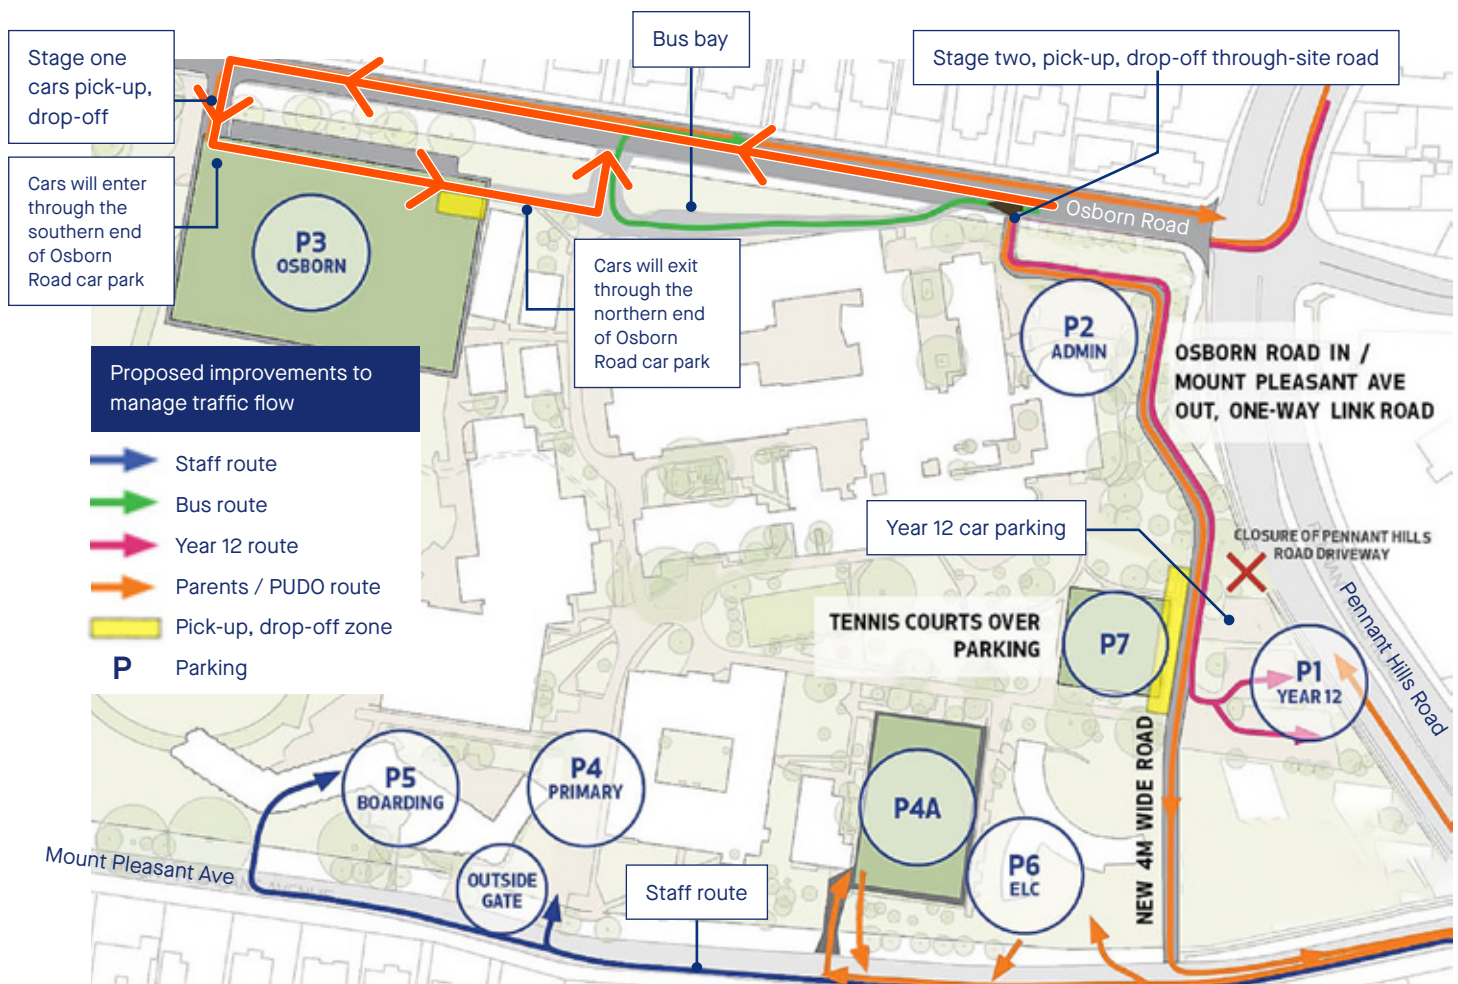 Stage one
cars pick-up,
drop-off
Bus bay
Stage two, pick-up, drop-off through-site road
Cars will enter
through the
southern end
of Osborn
Road car park
P3
OSBORN
Cars will exit
through the
northern end
of Osborn
Road car park
Osborn Road
P2
ADMIN
OSBORN ROAD IN /
MOUNT PLEASANT AVE
OUT, ONE-WAY LINK ROAD
Proposed improvements to
manage traffic flow
Staff route
Bus route
Year 12 route
Parents / PUDO route
Pick-up, drop-off zone
P Parking
Year 12 car parking
CLOSURE OF PENNANT HILLS
ROAD DRIVEWAY
Pennant Hills Road
TENNIS COURTS OVER
PARKING
P7
P1
YEAR 12
NEW 4M WIDE ROAD
P5
BOARDING
P4
PRIMARY
P4A
P6
ELC
Mount Pleasant Ave
OUTSIDE
GATE
Staff route